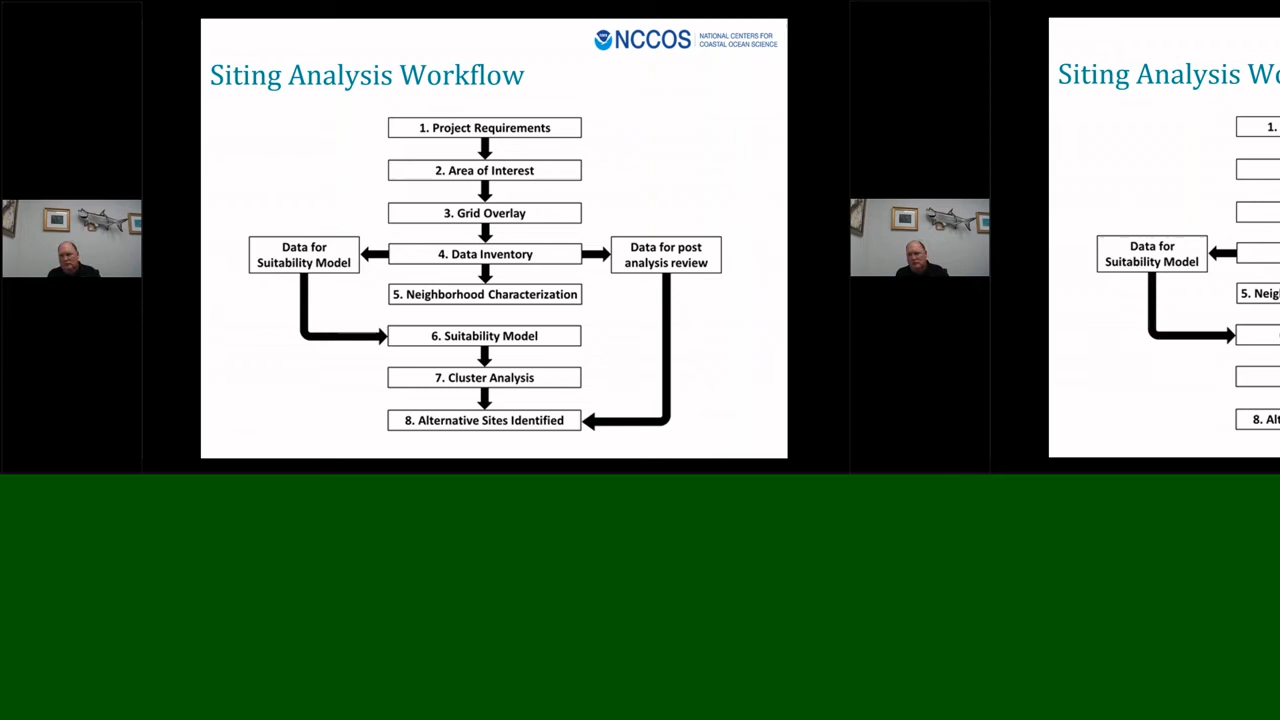 NCCOS
NATIONAL CENTERS FOR
COASTAL OCEAN SCIENCE
Siting Analysis Workflow
1. Project Requirements
2. Area of Interest
3. Grid Overlay
Data for
Suitability Model
4. Data Inventory
Data for post
analysis review
5. Neighborhood Characterization
6. Suitability Model
7. Cluster Analysis
8. Alternative Sites Identified
Siting Analysis Wo
1.
Data for
Suitability Model
5. Neig
8. Alt